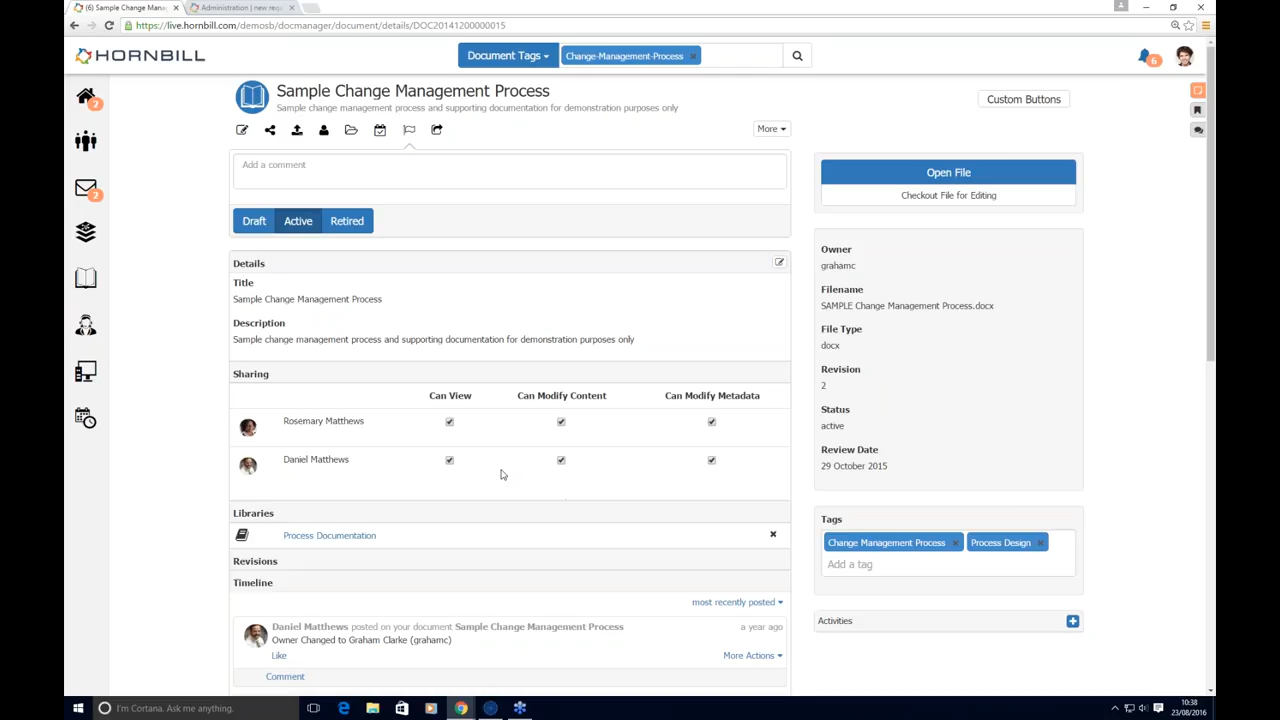 (6) Sample Change Mana
Administration | new req
https://live.hornbill.com/demosb/docmanager/document/details/DOC20141200000015
HORNBILL
Document Tags
Change-Management-Process
6
Sample Change Management Process
Sample change management process and supporting documentation for demonstration purposes only
Custom Buttons
2
More
Add a comment
Draft
Active
Retired
Open File
Checkout File for Editing
2
Details
Title
Sample Change Management Process
Description
Sample change management process and supporting documentation for demonstration purposes only
Sharing
Can View
Can Modify Content
Can Modify Metadata
Rosemary Matthews
Daniel Matthews
Libraries
Process Documentation
Revisions
Timeline
most recently posted
Daniel Matthews posted on your document Sample Change Management Process
a year ago
Owner Changed to Graham Clarke (grahamc)
Like
More Actions
Comment
Owner
grahamc
Filename
SAMPLE Change Management Process.docx
File Type
docx
Revision
2
Status
active
Review Date
29 October 2015
Tags
Change Management Process
Process Design
Add a tag
Activities
I'm Cortana. Ask me anything.
10:38
23/08/2016